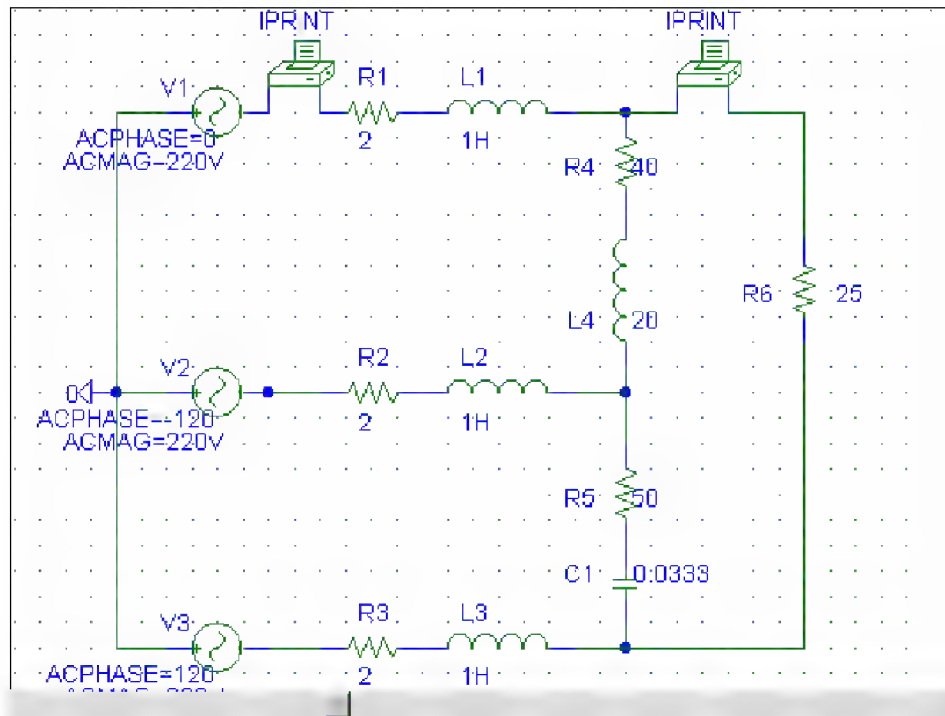 IPRINT IPRINT
V1 R1 L1
ACPHASE=0
ACMAG=220V
2 1H
R4 40
R6 25
L4 20
V2 R2 L2
0
ACPHASE=-120
ACMAG=220V
2 1H
R5 50
C1 0.0333
V3 R3 L3
ACPHASE=120
2 1H